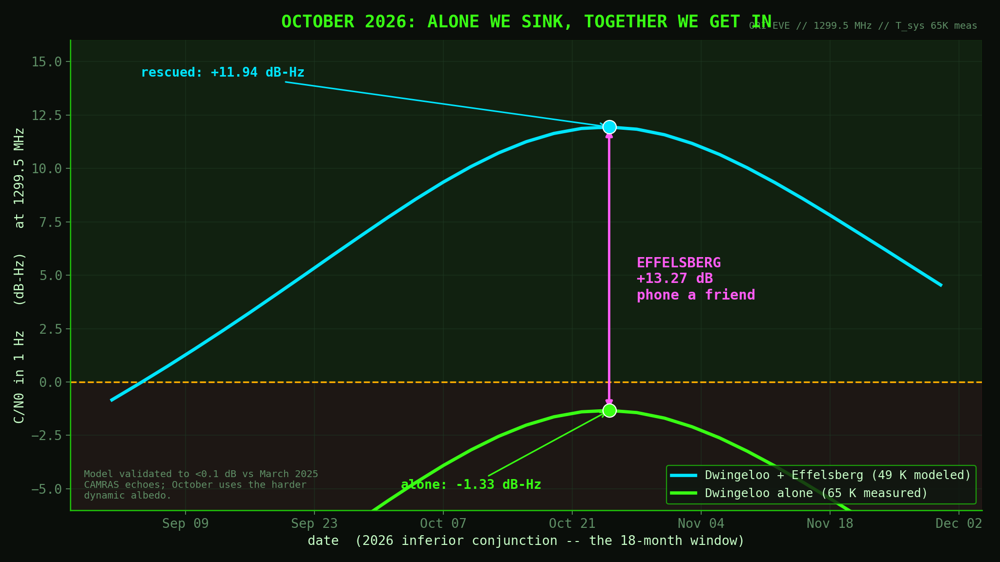 OCTOBER 2026: ALONE WE SINK, TOGETHER WE GET IN
ORI EVE // 1299.5 MHz // T_sys 65K meas
15.0
12.5
10.0
7.5
5.0
2.5
0.0
−2.5
−5.0
C/N0 in 1 Hz   (dB-Hz)   at 1299.5 MHz
rescued: +11.94 dB-Hz
EFFELSBERG
+13.27 dB
phone a friend
alone: -1.33 dB-Hz
Model validated to <0.1 dB vs March 2025
CAMRAS echoes; October uses the harder
dynamic albedo.
Dwingeloo + Effelsberg (49 K modeled)
Dwingeloo alone (65 K measured)
Sep 09
Sep 23
Oct 07
Oct 21
Nov 04
Nov 18
Dec 02
date  (2026 inferior conjunction -- the 18-month window)